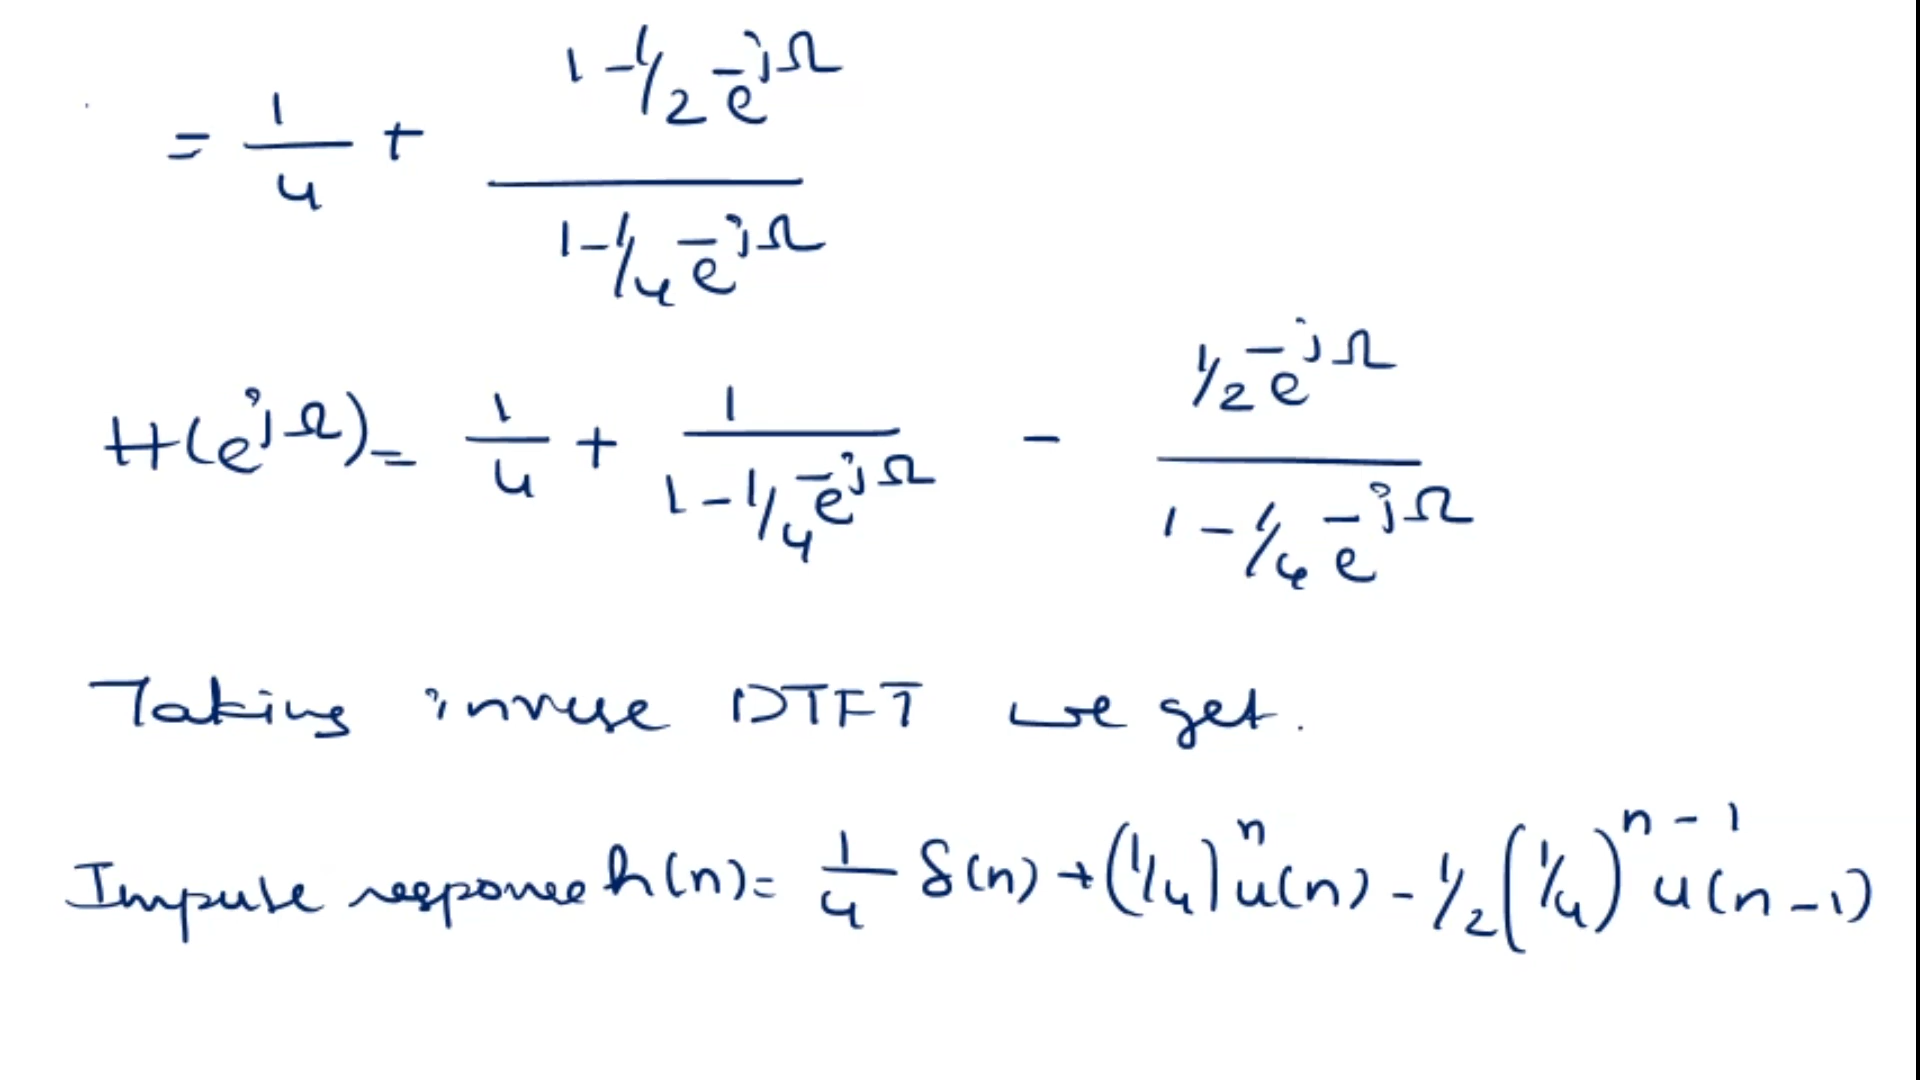 = 1/4 + (1 - 1/2 e^{-jΩ}) / (1 - 1/4 e^{-jΩ})
H(e^{jΩ}) = 1/4 + 1 / (1 - 1/4 e^{-jΩ}) - (1/2 e^{-jΩ}) / (1 - 1/4 e^{-jΩ})
Taking inverse DTFT we get.
Impulse response h(n) = 1/4 δ(n) + (1/4)^n u(n) - 1/2 (1/4)^{n-1} u(n-1)